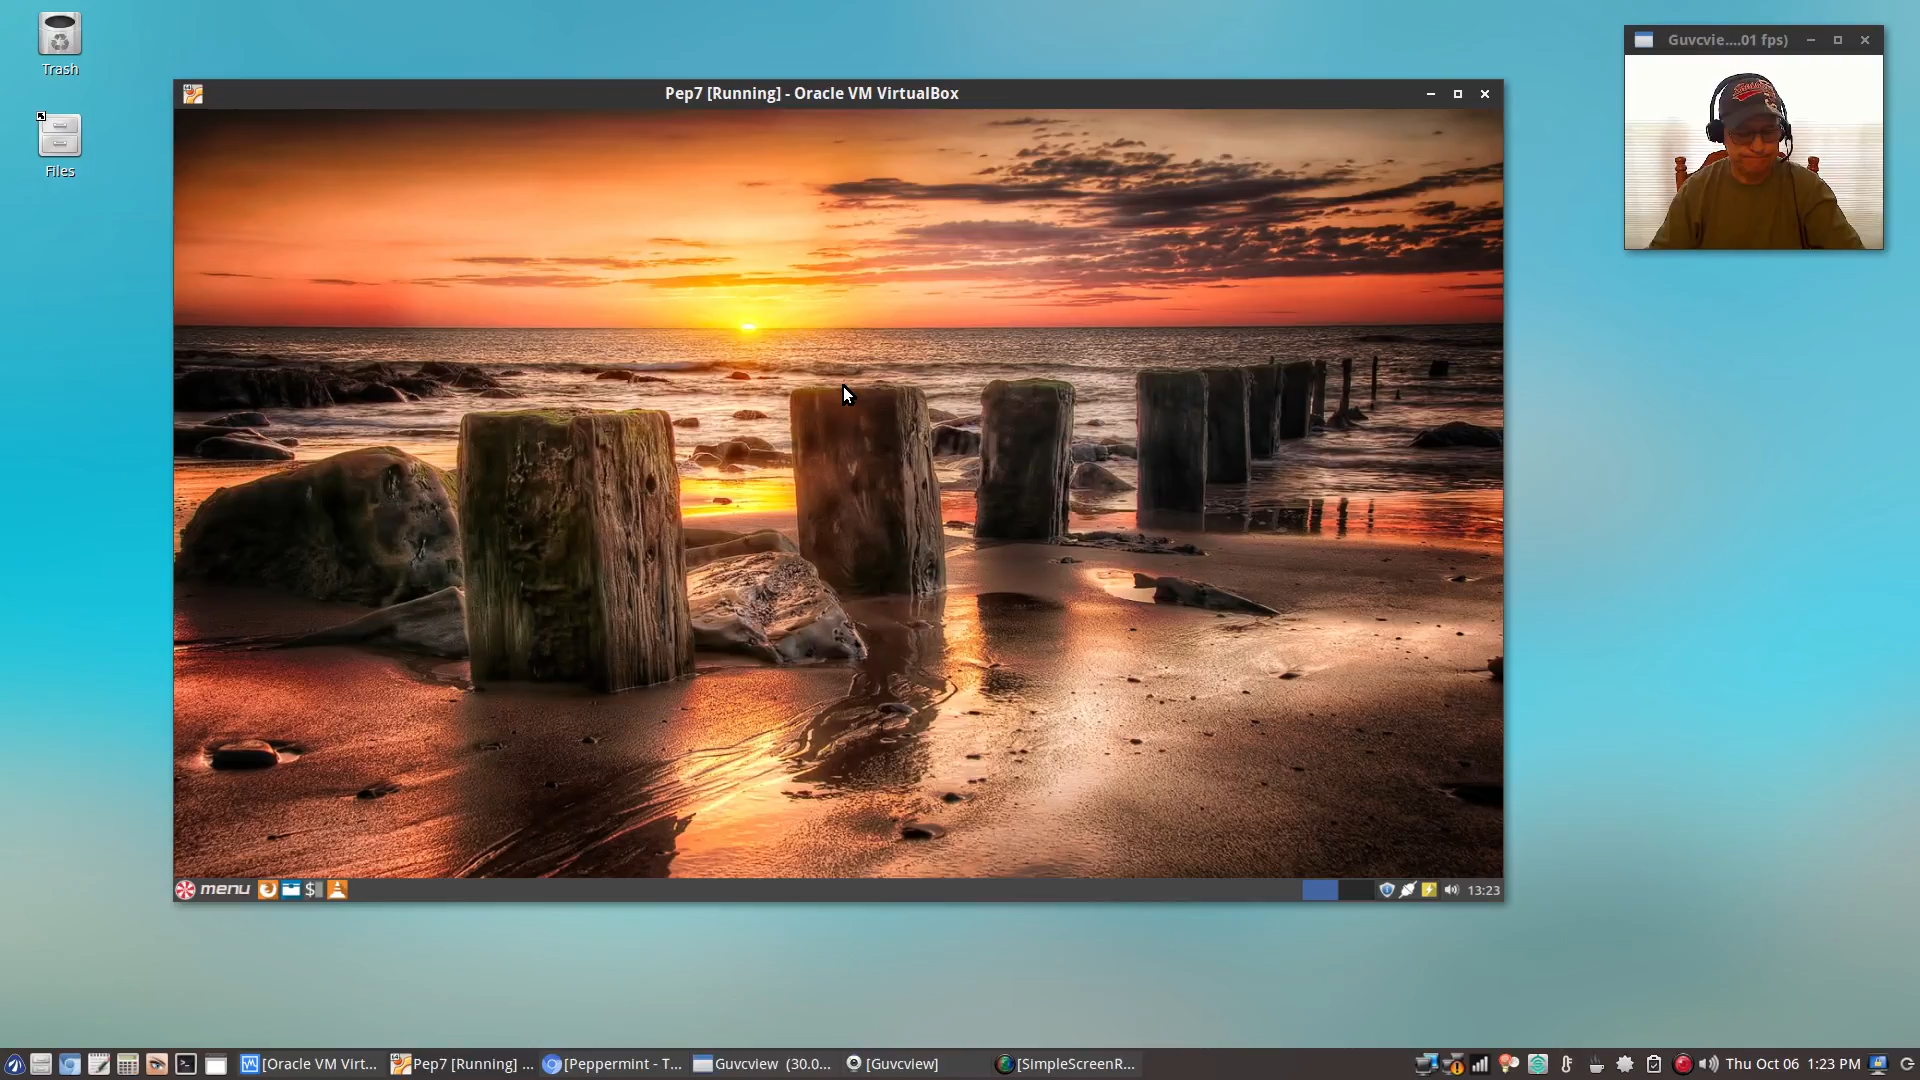 Trash
Files
Guvcvie....01 fps)
Pep7 [Running] - Oracle VM VirtualBox
menu
$
13:23
[Oracle VM Virt...
Pep7 [Running] ...
[Peppermint - T...
Guvcview (30.0...
[Guvcview]
[SimpleScreenR...
Thu Oct 06 1:23 PM